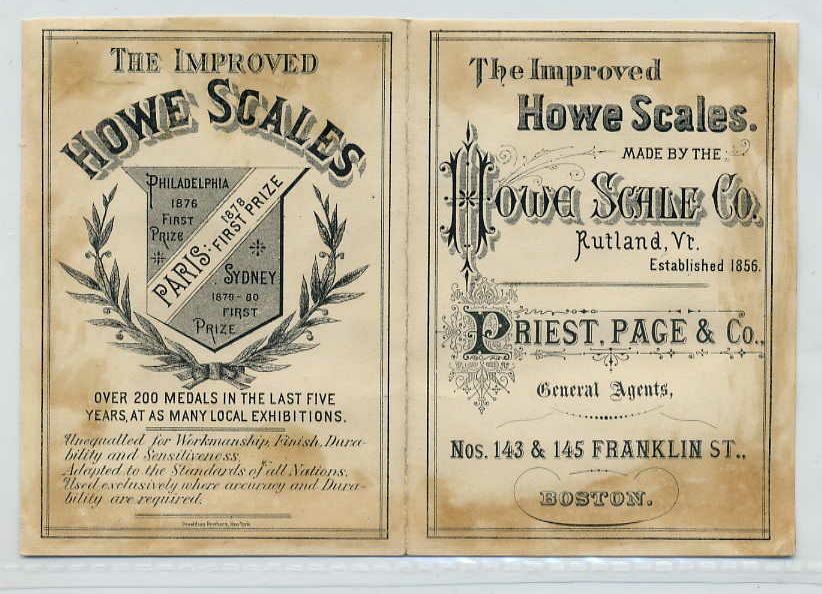 THE IMPROVED
HOWE SCALES
PHILADELPHIA
1876
FIRST
PRIZE
PARIS: 1878 FIRST PRIZE
SYDNEY
1879-80
FIRST
PRIZE
OVER 200 MEDALS IN THE LAST FIVE
YEARS, AT AS MANY LOCAL EXHIBITIONS.
Unequalled for Workmanship, Finish, Dura-
bility and Sensitiveness.
Adapted to the Standards of all Nations.
Used exclusively where accuracy and Dura-
bility are required.
Donaldson Brothers, New York
The Improved
Howe Scales.
MADE BY THE
HOWE SCALE CO.
Rutland, Vt.
Established 1856.
PRIEST, PAGE & Co.,
General Agents,
Nos. 143 & 145 FRANKLIN ST.,
BOSTON.